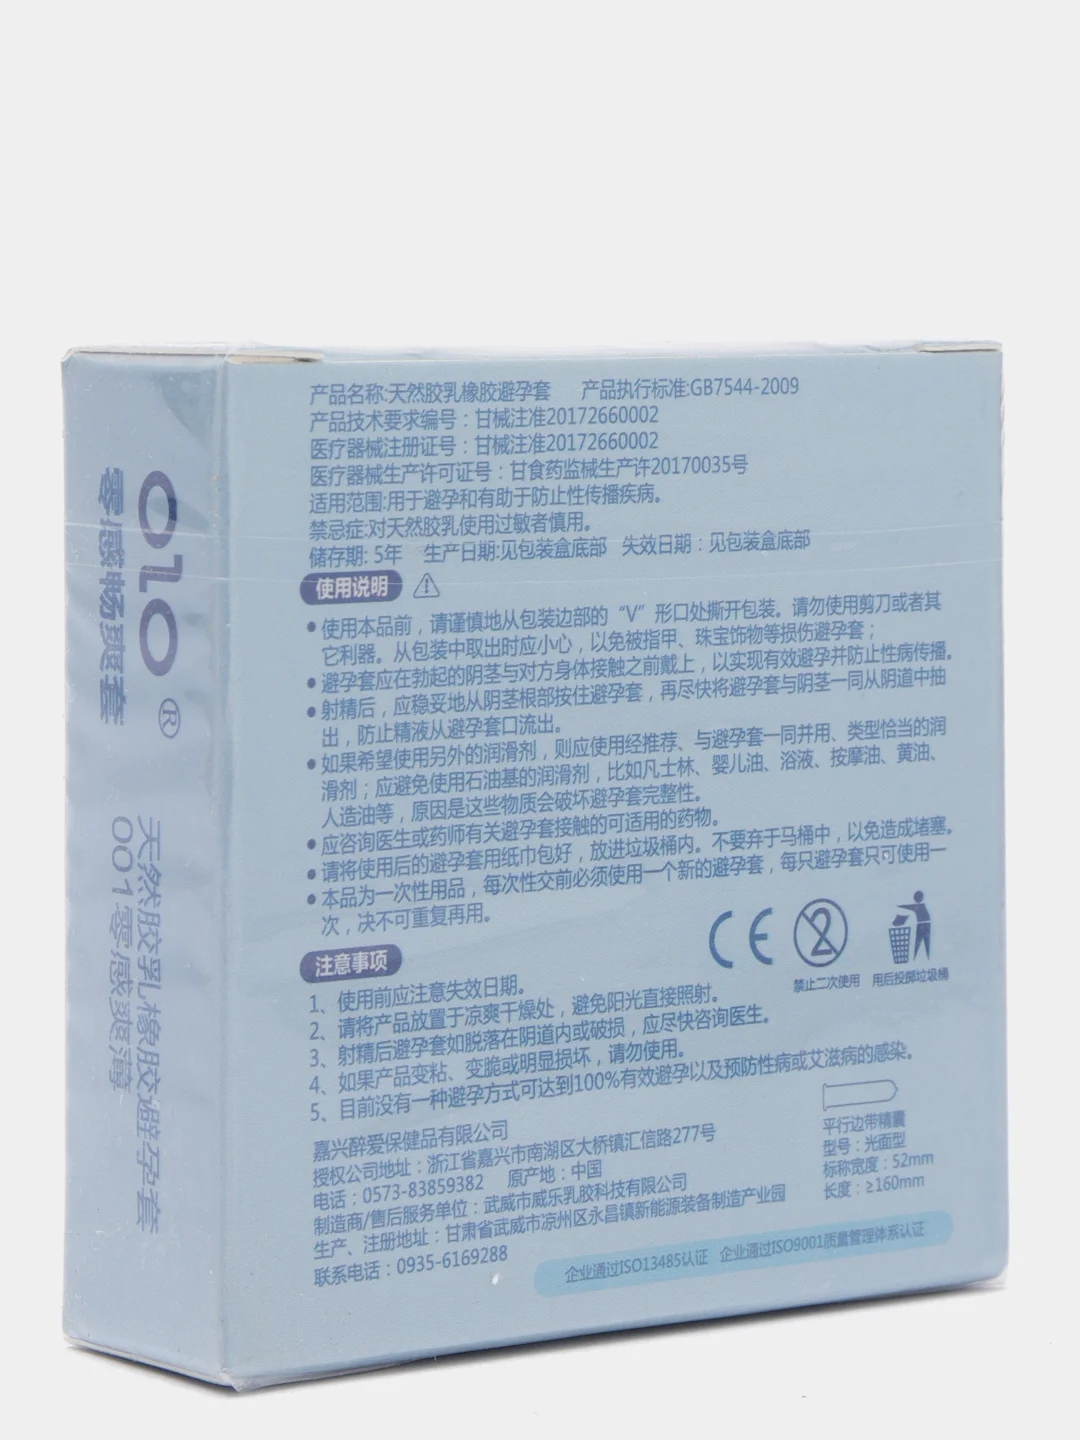 产品名称:天然胶乳橡胶避孕套 产品执行标准:GB7544-2009
产品技术要求编号：甘械注准20172660002
医疗器械注册证号：甘械注准20172660002
医疗器械生产许可证号：甘食药监械生产许20170035号
适用范围:用于避孕和有助于防止性传播疾病。
禁忌症:对天然胶乳使用过敏者慎用。
储存期: 5年 生产日期:见包装盒底部 失效日期：见包装盒底部
使用说明
• 使用本品前，请谨慎地从包装边部的“V”形口处撕开包装。请勿使用剪刀或者其
它利器。从包装中取出时应小心，以免被指甲、珠宝饰物等损伤避孕套；
• 避孕套应在勃起的阴茎与对方身体接触之前戴上，以实现有效避孕并防止性病传播。
• 射精后，应稳妥地从阴茎根部按住避孕套，再尽快将避孕套与阴茎一同从阴道中抽
出，防止精液从避孕套口流出。
• 如果希望使用另外的润滑剂，则应使用经推荐、与避孕套一同并用、类型恰当的润
滑剂；应避免使用石油基的润滑剂，比如凡士林、婴儿油、浴液、按摩油、黄油、
人造油等，原因是这些物质会破坏避孕套完整性。
• 应咨询医生或药师有关避孕套接触的可适用的药物。
• 请将使用后的避孕套用纸巾包好，放进垃圾桶内。不要弃于马桶中，以免造成堵塞。
• 本品为一次性用品，每次性交前必须使用一个新的避孕套，每只避孕套只可使用一
次，决不可重复再用。
CE
2
禁止二次使用 用后投掷垃圾桶
注意事项
1、使用前应注意失效日期。
2、请将产品放置于凉爽干燥处，避免阳光直接照射。
3、射精后避孕套如脱落在阴道内或破损，应尽快咨询医生。
4、如果产品变粘、变脆或明显损坏，请勿使用。
5、目前没有一种避孕方式可达到100%有效避孕以及预防性病或艾滋病的感染。
嘉兴醉爱保健品有限公司
授权公司地址：浙江省嘉兴市南湖区大桥镇汇信路277号
电话：0573-83859382 原产地：中国
制造商/售后服务单位：武威市威乐乳胶科技有限公司
生产、注册地址：甘肃省武威市凉州区永昌镇新能源装备制造产业园
联系电话：0935-6169288
平行边带精囊
型号：光面型
标称宽度：52mm
长度：≥160mm
企业通过ISO13485认证 企业通过ISO9001质量管理体系认证
olo®
零感畅爽套
天然胶乳橡胶避孕套
001零感爽薄